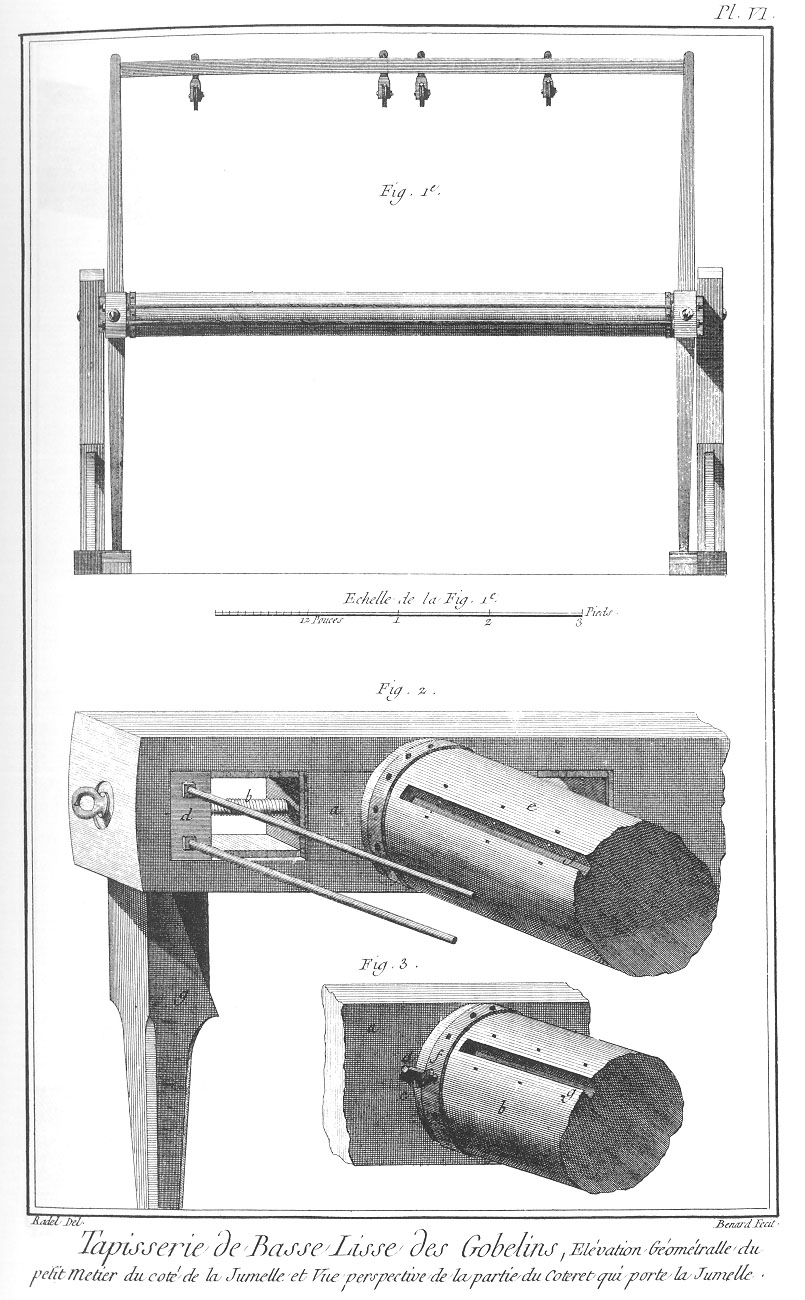 Pl. VI.
Fig. 1e.
Echelle de la Fig. 1e.
12 Pouces 1 2 3 Pieds.
Fig. 2.
b
a
e
d
f
g
Fig. 3.
a
d
f
e
c
b
g
Radel Del.
Benard Fecit.
Tapisserie de Basse Lisse des Gobelins, Elévation Géométralle du
petit Metier du coté de la Jumelle et Vue perspective de la partie du Coteret qui porte la Jumelle.